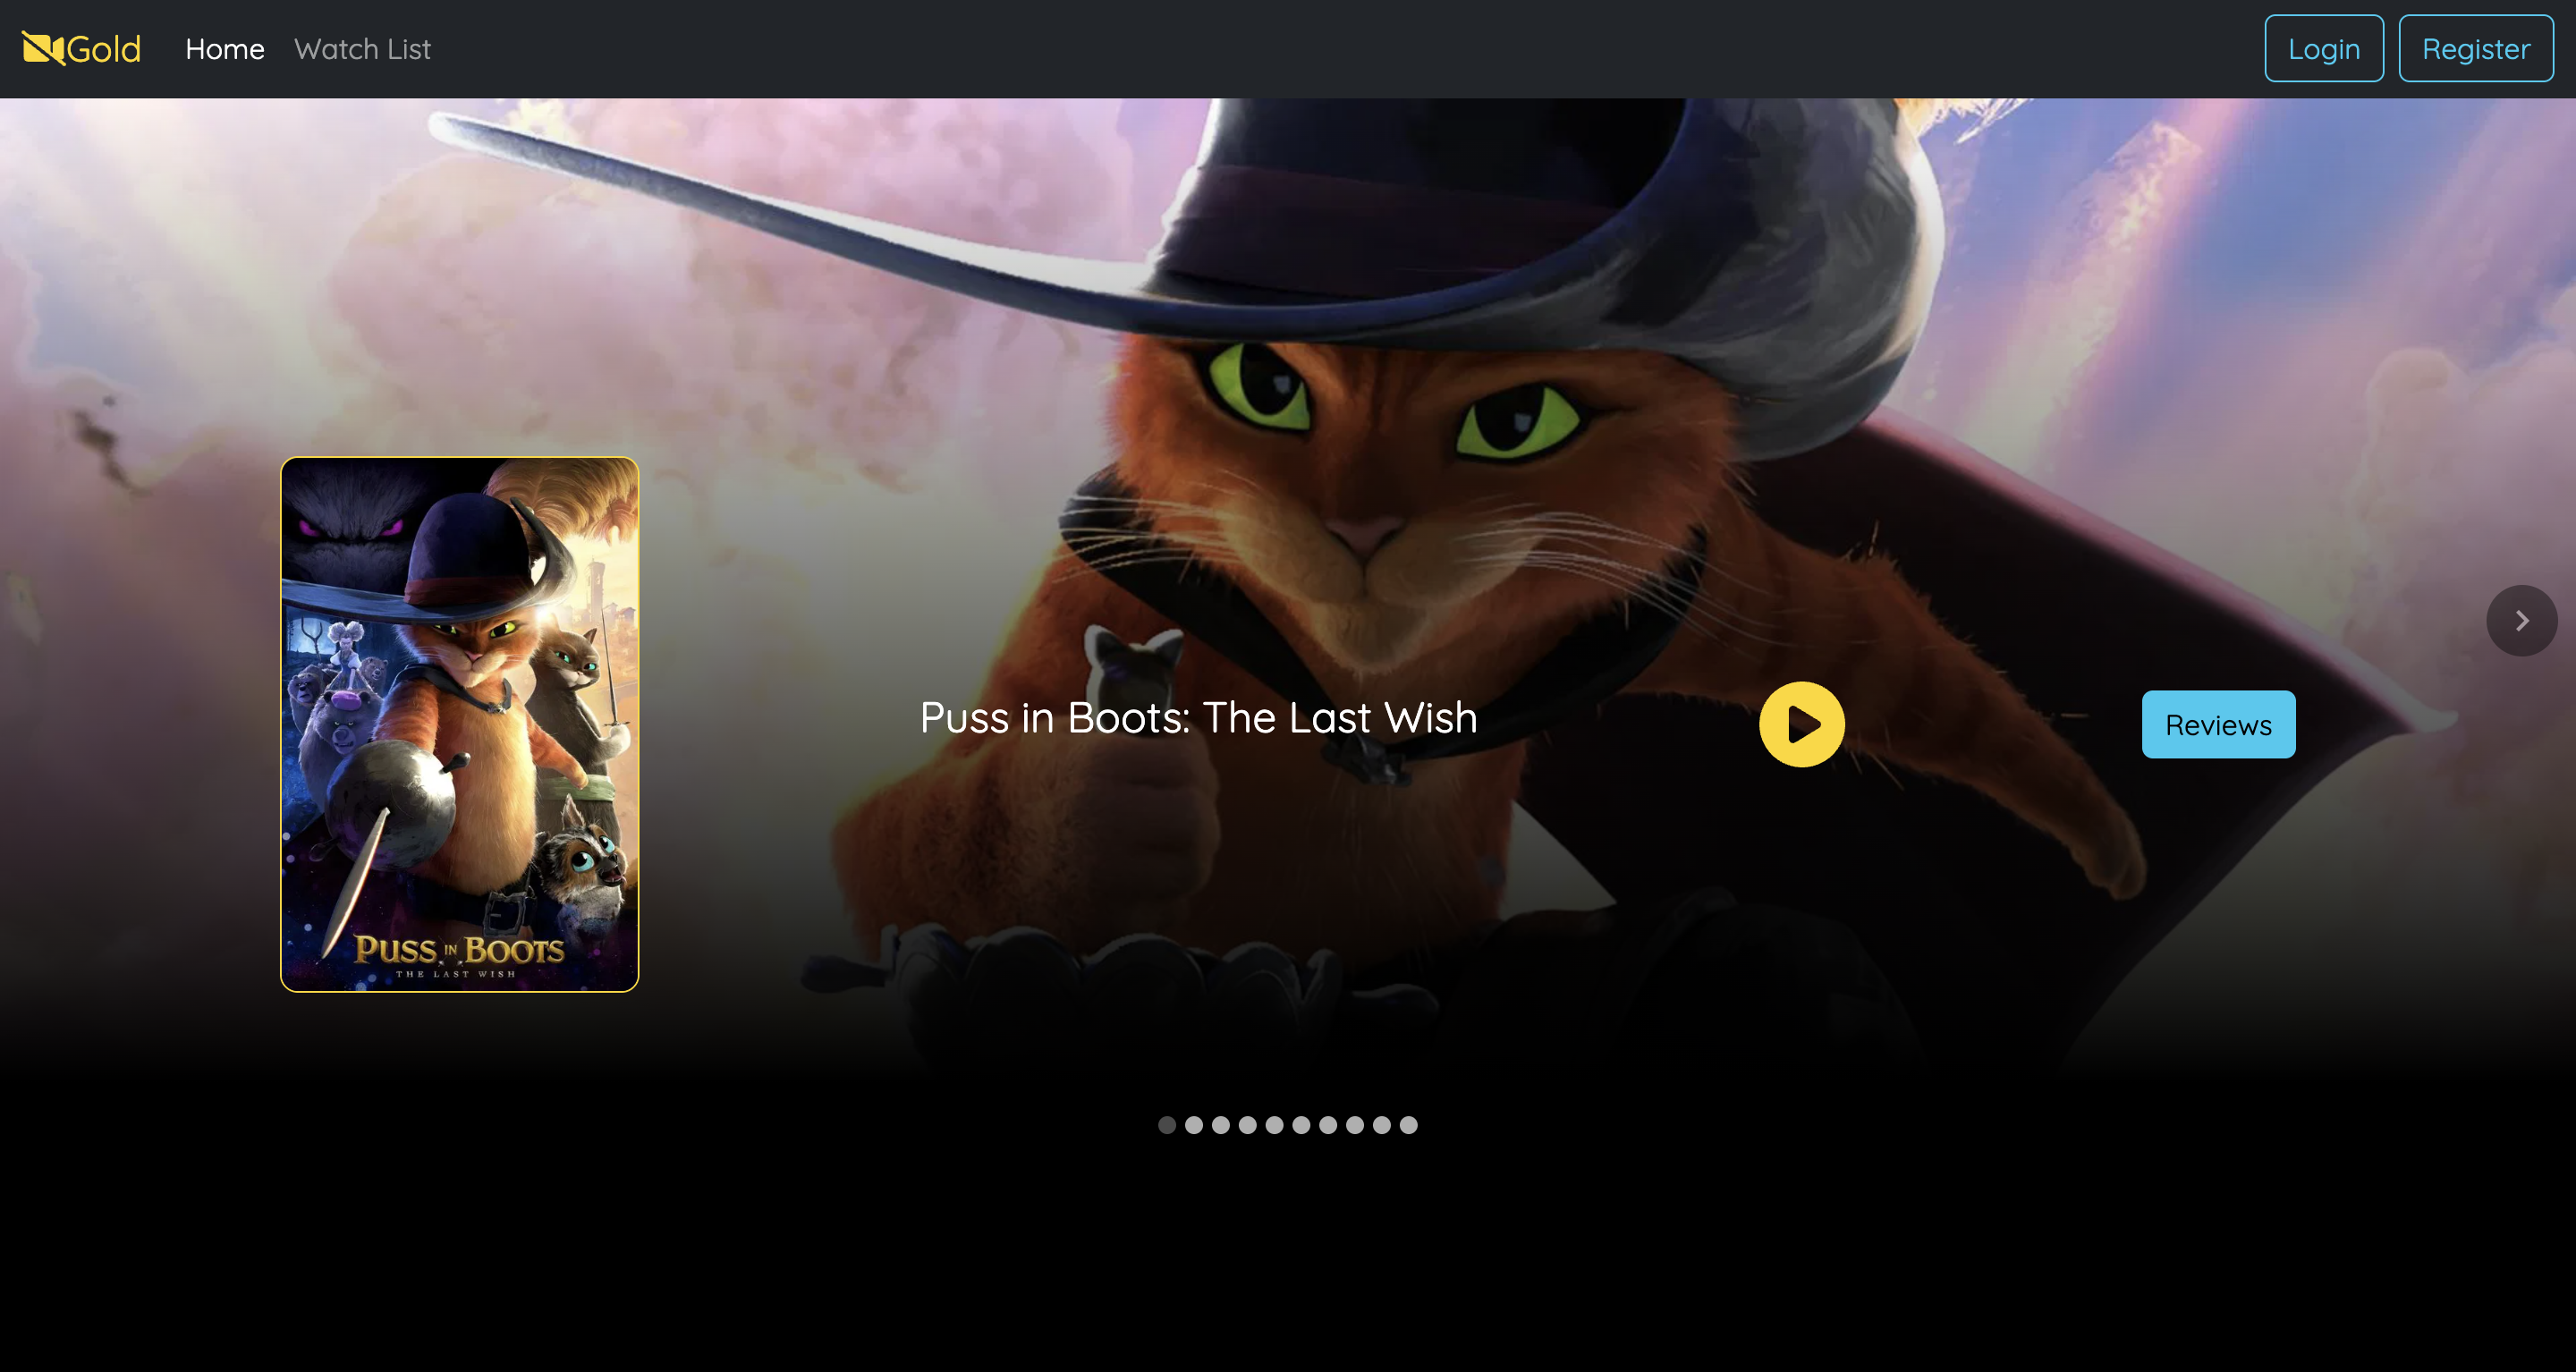 Gold
Home
Watch List
Login
Register
Puss in Boots: The Last Wish
Reviews
PUSS IN BOOTS
THE LAST WISH